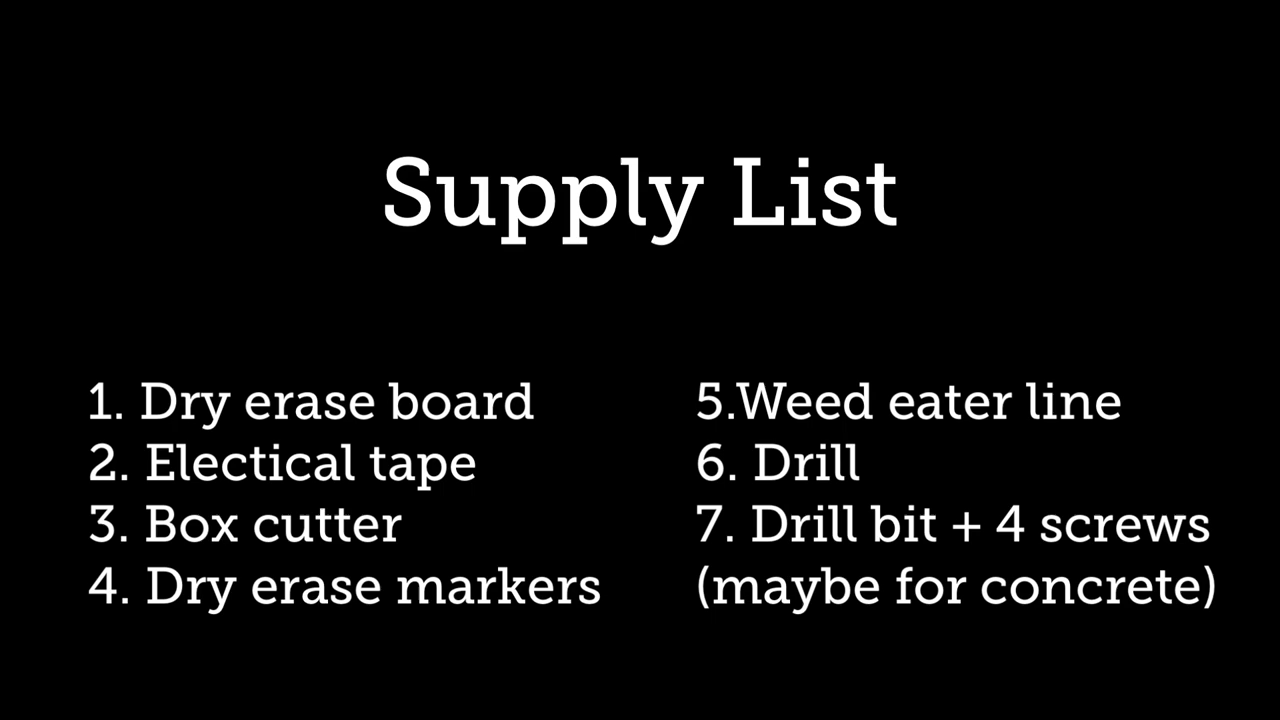 Supply List
1. Dry erase board
2. Electical tape
3. Box cutter
4. Dry erase markers
5.Weed eater line
6. Drill
7. Drill bit + 4 screws
(maybe for concrete)